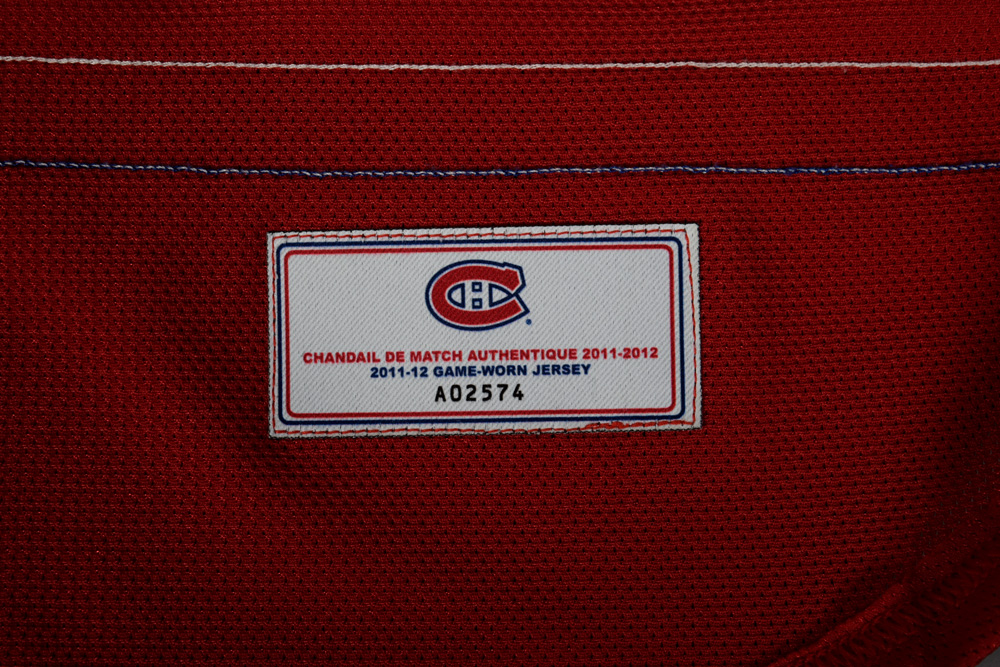 CHANDAIL DE MATCH AUTHENTIQUE 2011-2012
2011-12 GAME-WORN JERSEY
A02574